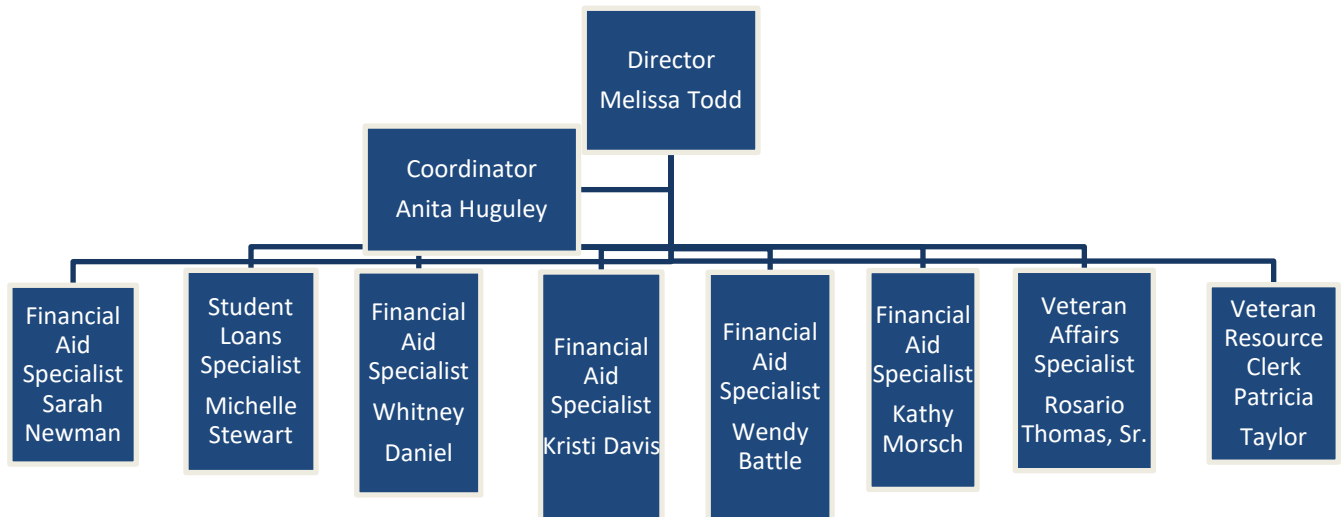 Director
Melissa Todd
Coordinator
Anita Huguley
Financial
Aid
Specialist
Sarah
Newman
Student
Loans
Specialist
Michelle
Stewart
Financial
Aid
Specialist
Whitney
Daniel
Financial
Aid
Specialist
Kristi Davis
Financial
Aid
Specialist
Wendy
Battle
Financial
Aid
Specialist
Kathy
Morsch
Veteran
Affairs
Specialist
Rosario
Thomas, Sr.
Veteran
Resource
Clerk
Patricia
Taylor